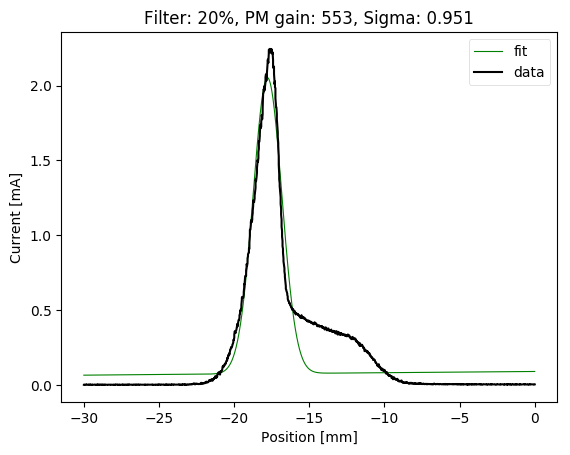 Filter: 20%, PM gain: 553, Sigma: 0.951
fit
data
Current [mA]
2.0
1.5
1.0
0.5
0.0
−30
−25
−20
−15
−10
−5
0
Position [mm]